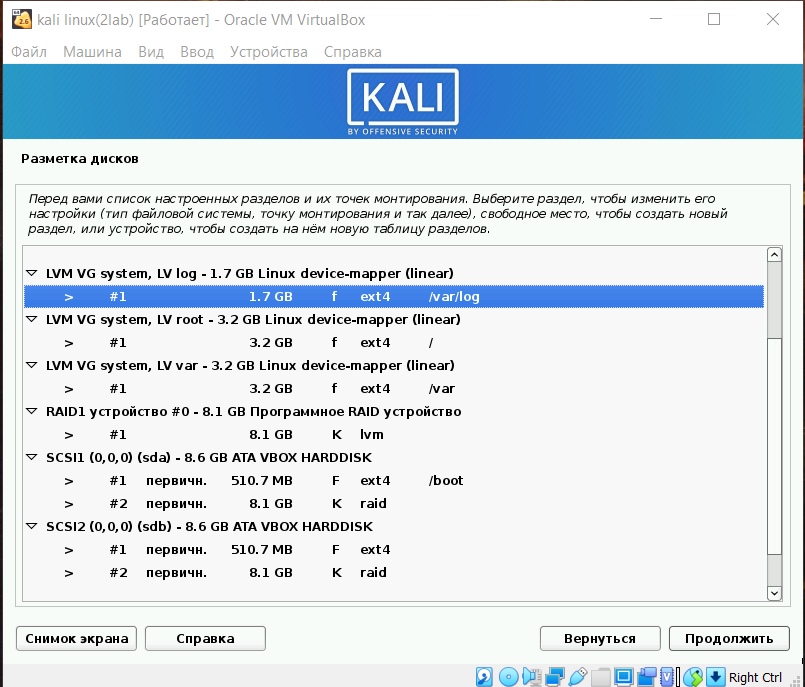 kali linux(2lab) [Работает] - Oracle VM VirtualBox
Файл Машина Вид Ввод Устройства Справка
KALI
BY OFFENSIVE SECURITY
Разметка дисков
Перед вами список настроенных разделов и их точек монтирования. Выберите раздел, чтобы изменить его
настройки (тип файловой системы, точку монтирования и так далее), свободное место, чтобы создать новый
раздел, или устройство, чтобы создать на нём новую таблицу разделов.
LVM VG system, LV log - 1.7 GB Linux device-mapper (linear)
> #1 1.7 GB f ext4 /var/log
LVM VG system, LV root - 3.2 GB Linux device-mapper (linear)
> #1 3.2 GB f ext4 /
LVM VG system, LV var - 3.2 GB Linux device-mapper (linear)
> #1 3.2 GB f ext4 /var
RAID1 устройство #0 - 8.1 GB Программное RAID устройство
> #1 8.1 GB K lvm
SCSI1 (0,0,0) (sda) - 8.6 GB ATA VBOX HARDDISK
> #1 первичн. 510.7 MB F ext4 /boot
> #2 первичн. 8.1 GB K raid
SCSI2 (0,0,0) (sdb) - 8.6 GB ATA VBOX HARDDISK
> #1 первичн. 510.7 MB F ext4
> #2 первичн. 8.1 GB K raid
Снимок экрана Справка Вернуться Продолжить
Right Ctrl